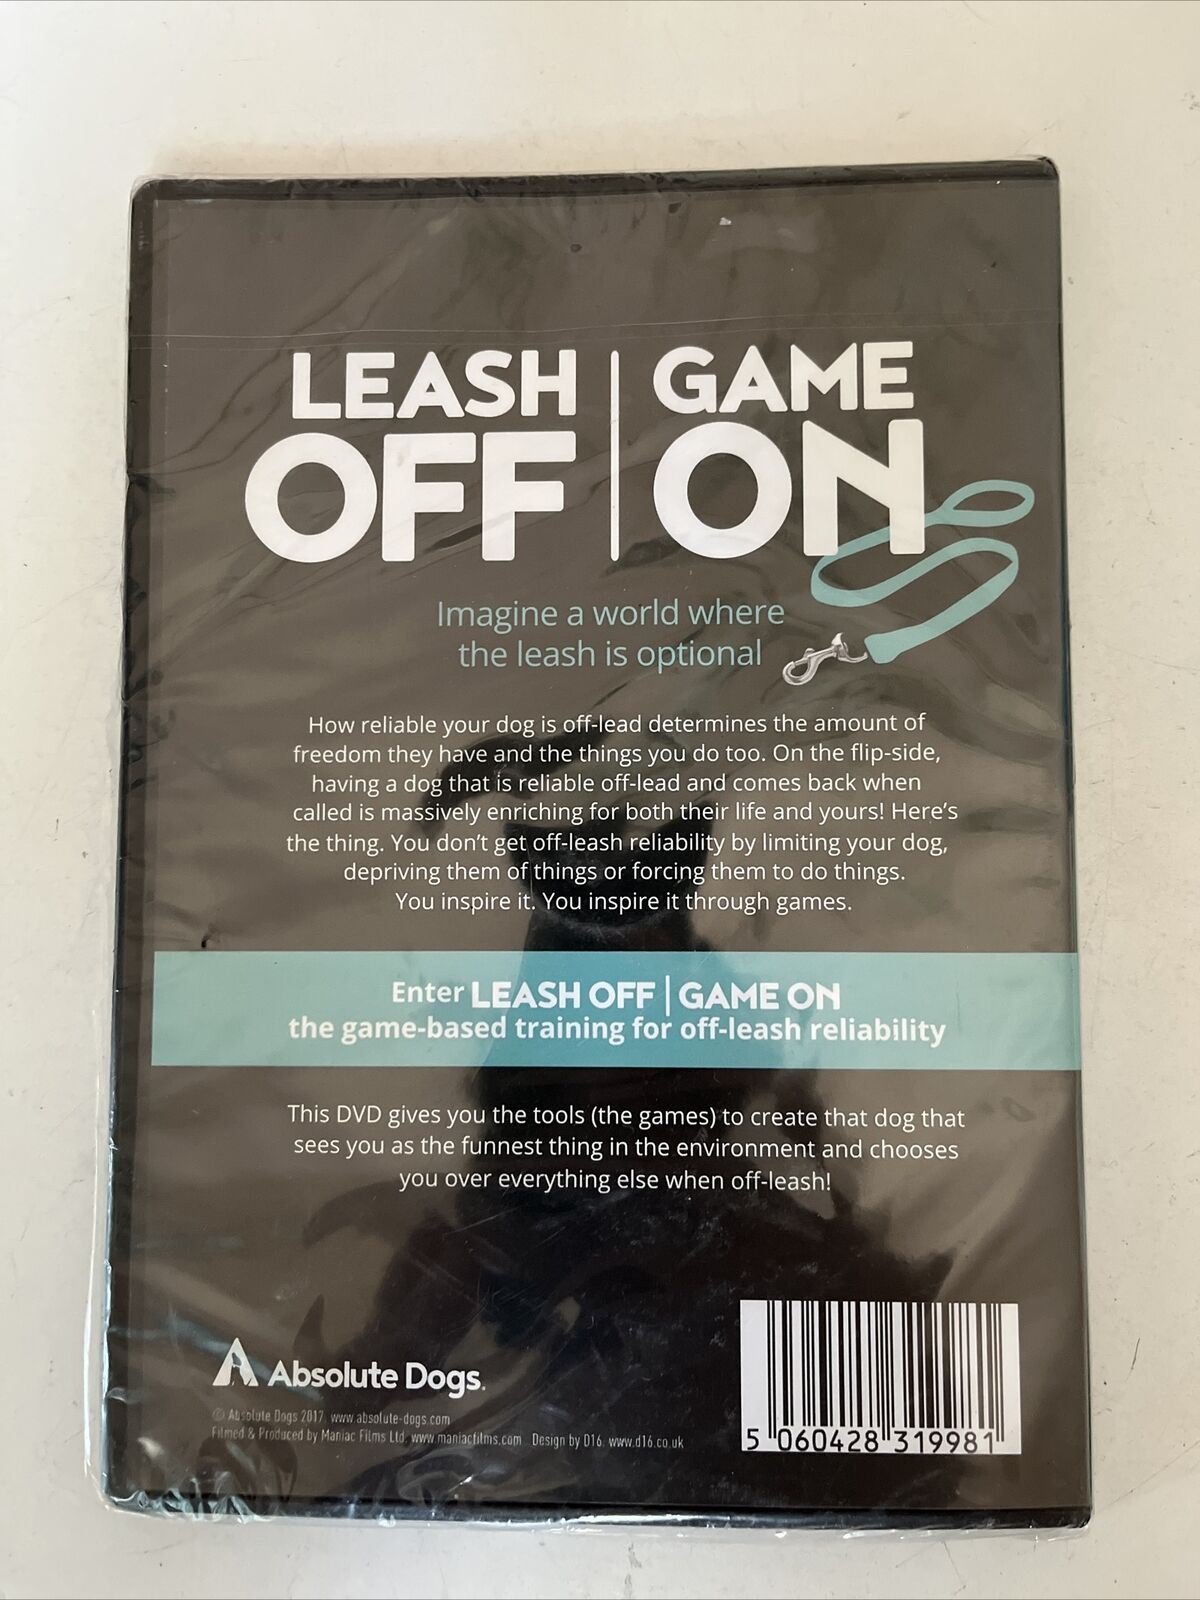 LEASH | GAME
OFF | ON
Imagine a world where
the leash is optional
How reliable your dog is off-lead determines the amount of
freedom they have and the things you do too. On the flip-side,
having a dog that is reliable off-lead and comes back when
called is massively enriching for both their life and yours! Here's
the thing. You don't get off-leash reliability by limiting your dog,
depriving them of things or forcing them to do things.
You inspire it. You inspire it through games.
Enter LEASH OFF | GAME ON
the game-based training for off-leash reliability
This DVD gives you the tools (the games) to create that dog that
sees you as the funnest thing in the environment and chooses
you over everything else when off-leash!
Absolute Dogs.
© Absolute Dogs 2017. www.absolute-dogs.com
Filmed & Produced by Maniac Films Ltd. www.maniacfilms.com Design by D16. www.d16.co.uk
5 060428 319981